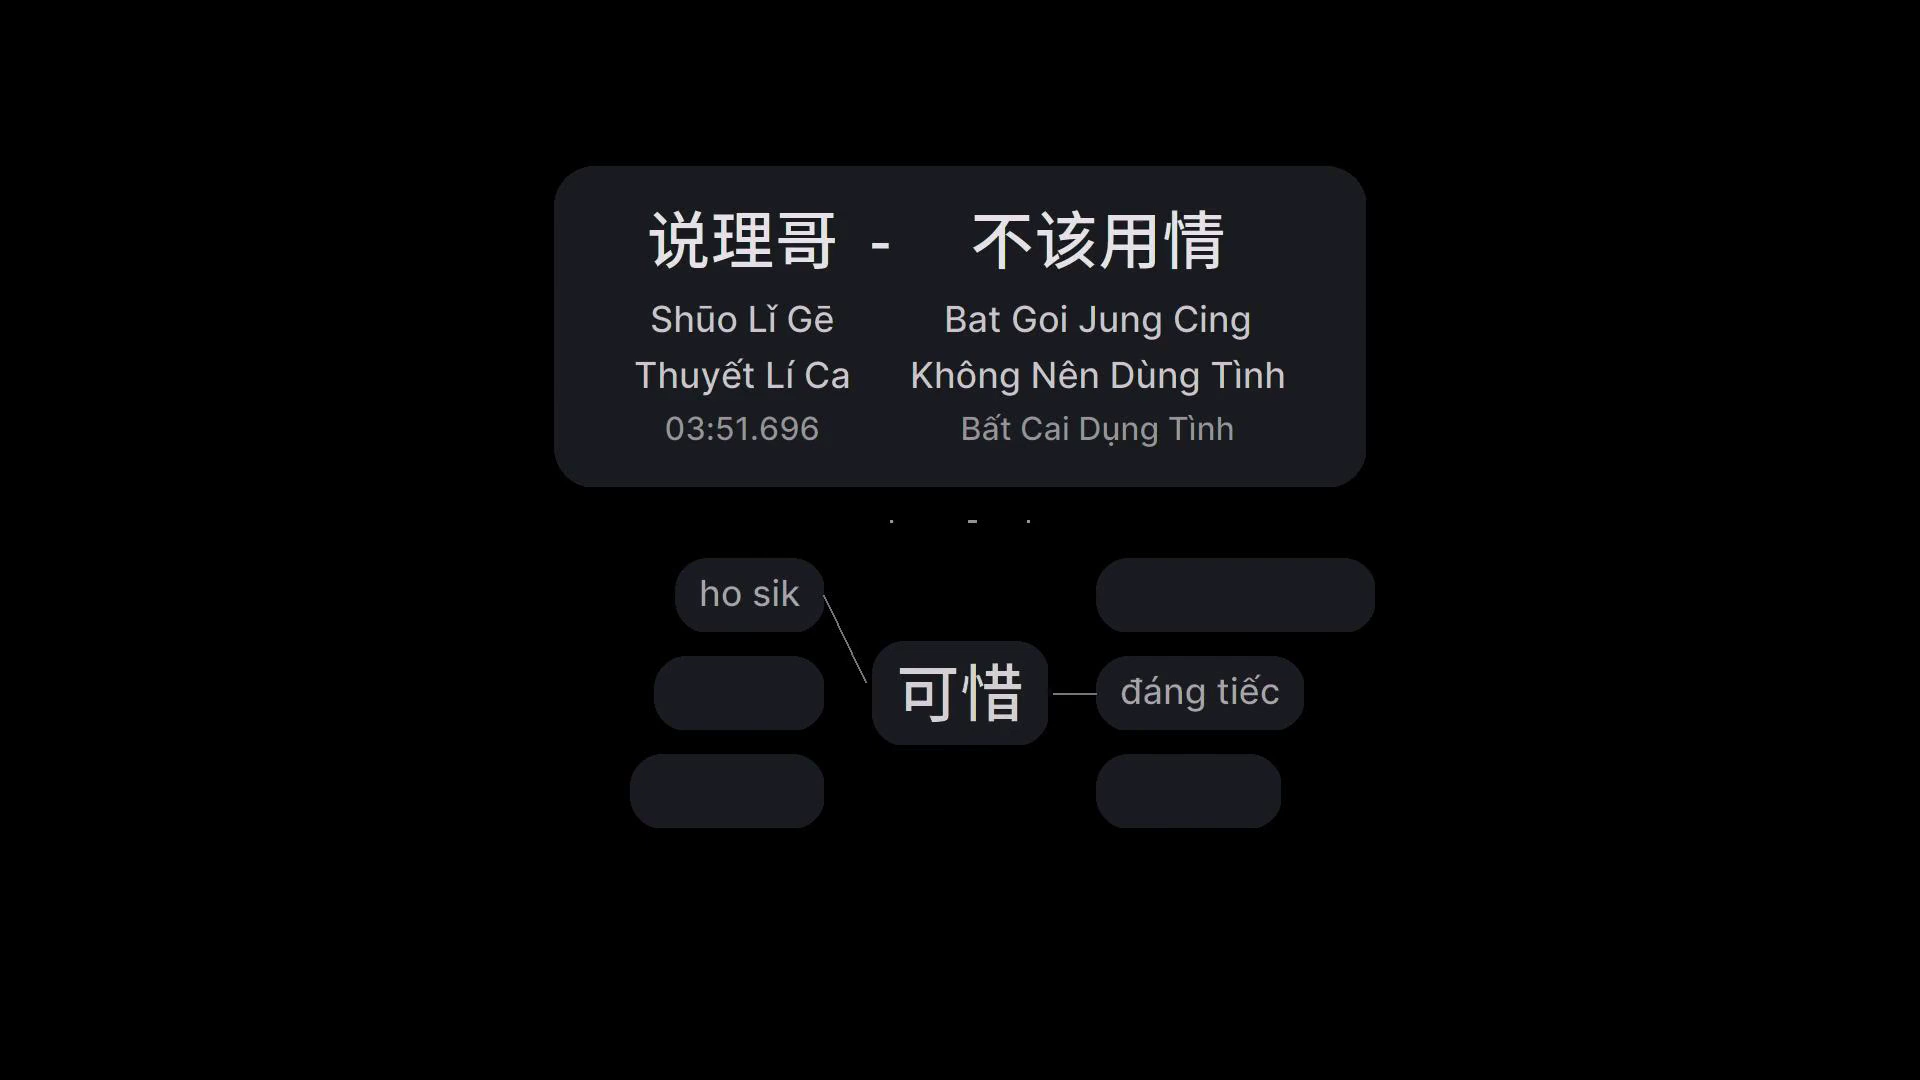 说理哥 - 不该用情
Shūo Lǐ Gē Bat Goi Jung Cing
Thuyết Lí Ca Không Nên Dùng Tình
03:51.696 Bất Cai Dụng Tình
. - .
ho sik
可惜 đáng tiếc